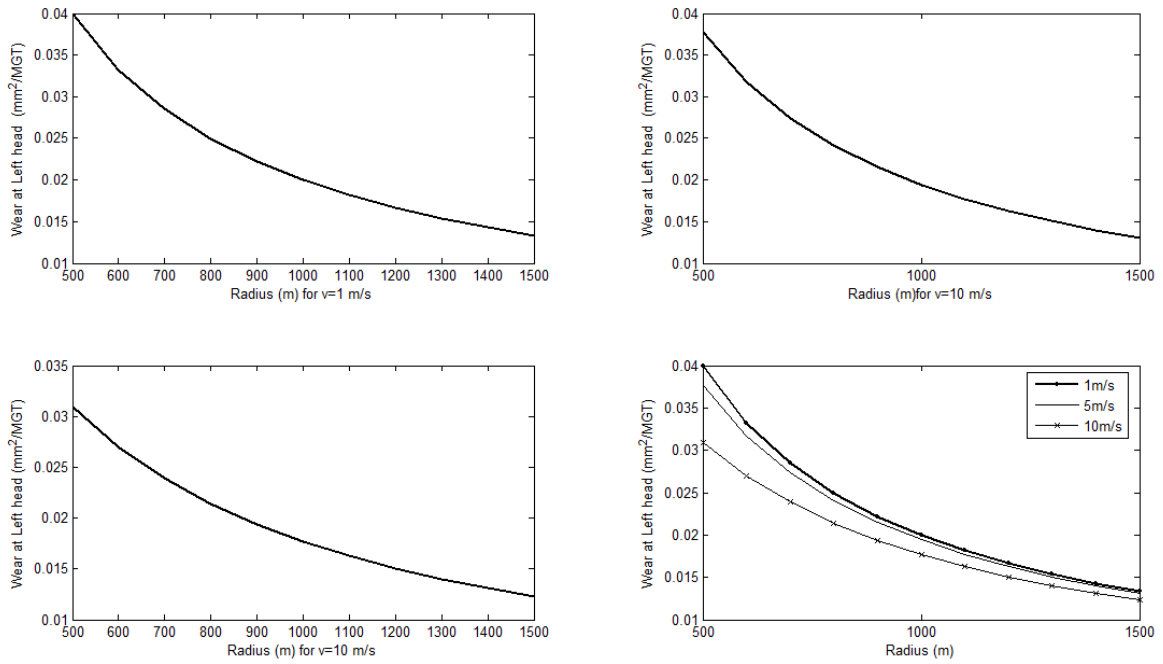 0.04
0.035
0.03
0.025
0.02
0.015
0.01
Wear at Left head (mm²/MGT)
500 600 700 800 900 1000 1100 1200 1300 1400 1500
Radius (m) for v=1 m/s
0.04
0.035
0.03
0.025
0.02
0.015
0.01
Wear at Left head (mm²/MGT)
500 1000 1500
Radius (m)for v=10 m/s
0.035
0.03
0.025
0.02
0.015
0.01
Wear at Left head (mm²/MGT)
500 600 700 800 900 1000 1100 1200 1300 1400 1500
Radius (m) for v=10 m/s
0.04
0.035
0.03
0.025
0.02
0.015
0.01
Wear at Left head (mm²/MGT)
1m/s
5m/s
10m/s
500 1000 1500
Radius (m)